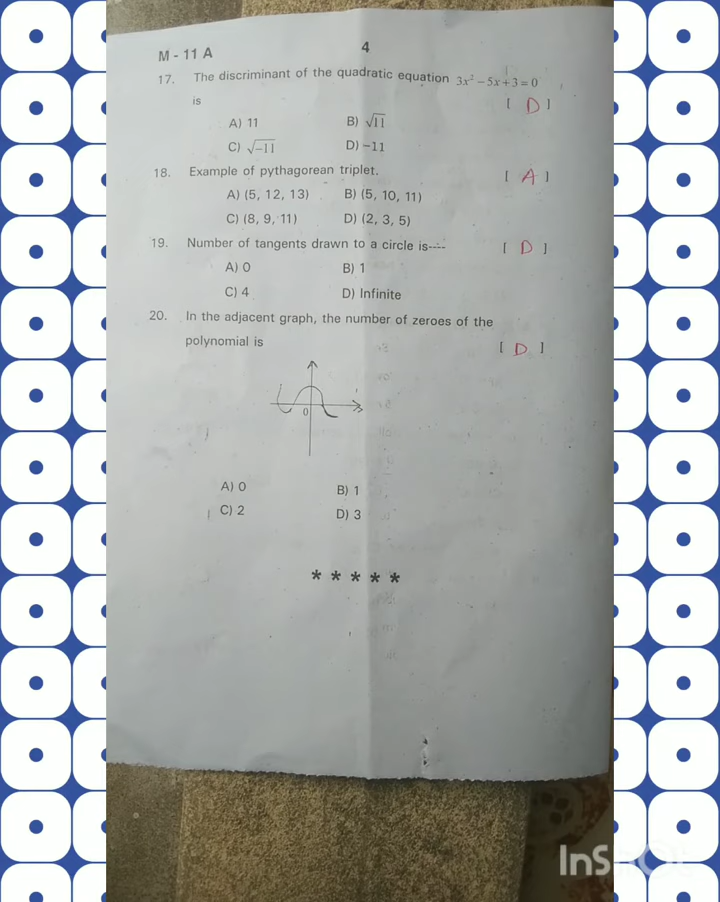 M - 11 A
4
17. The discriminant of the quadratic equation 3x² – 5x + 3 = 0
is [ D ]
A) 11 B) √11
C) √–11 D) –11
18. Example of pythagorean triplet. [ A ]
A) (5, 12, 13) B) (5, 10, 11)
C) (8, 9, 11) D) (2, 3, 5)
19. Number of tangents drawn to a circle is---- [ D ]
A) 0 B) 1
C) 4 D) Infinite
20. In the adjacent graph, the number of zeroes of the
polynomial is [ D ]
0
A) 0 B) 1
C) 2 D) 3
* * * * *